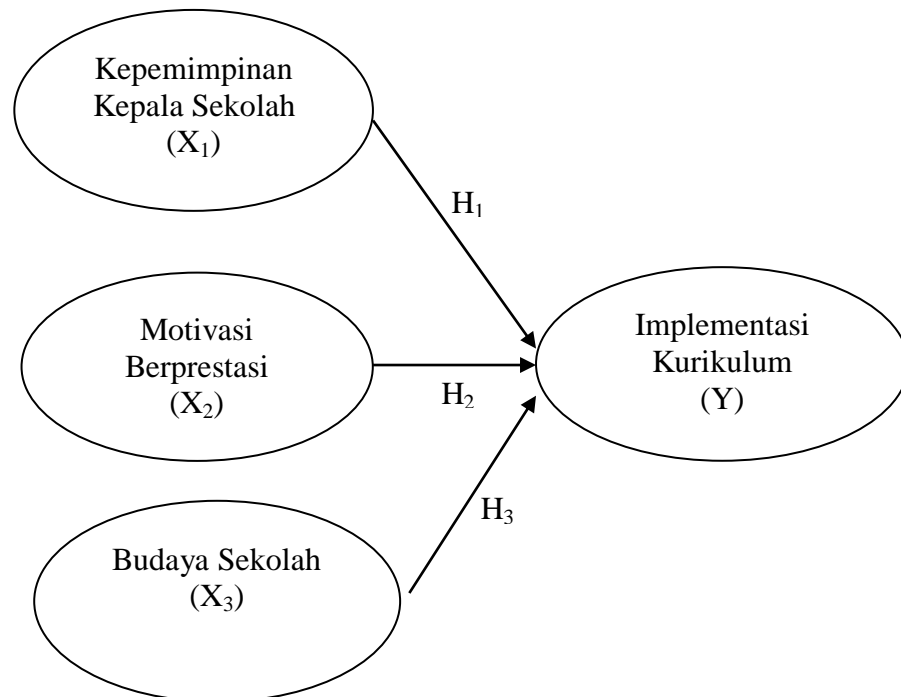 Kepemimpinan
Kepala Sekolah
(X₁)
H₁
Motivasi
Berprestasi
(X₂)
H₂
Implementasi
Kurikulum
(Y)
H₃
Budaya Sekolah
(X₃)